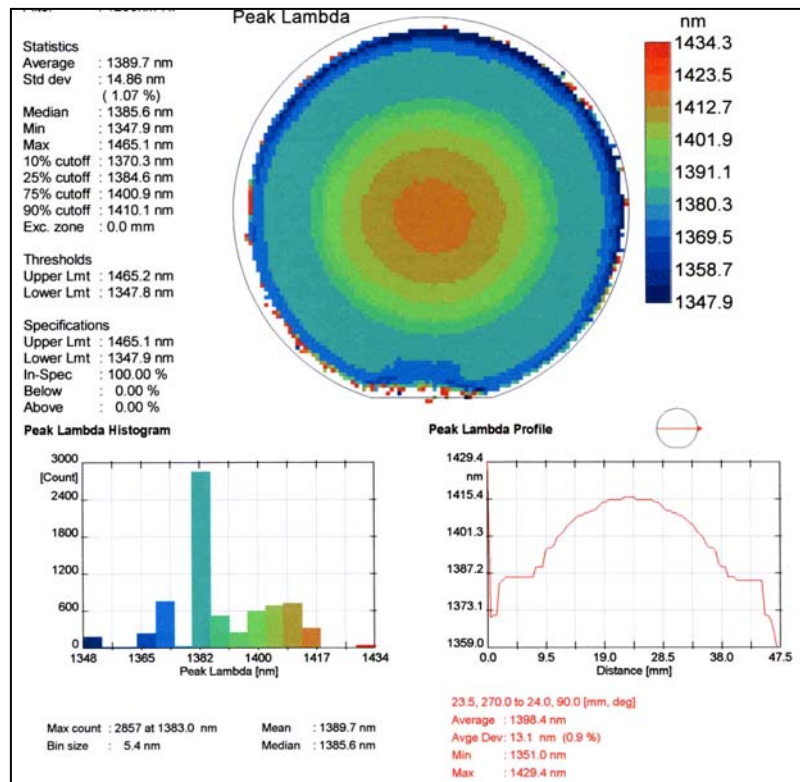 Peak Lambda
Statistics
Average : 1389.7 nm
Std dev : 14.86 nm
( 1.07 %)
Median : 1385.6 nm
Min : 1347.9 nm
Max : 1465.1 nm
10% cutoff : 1370.3 nm
25% cutoff : 1384.6 nm
75% cutoff : 1400.9 nm
90% cutoff : 1410.1 nm
Exc. zone : 0.0 mm
Thresholds
Upper Lmt : 1465.2 nm
Lower Lmt : 1347.8 nm
Specifications
Upper Lmt : 1465.1 nm
Lower Lmt : 1347.9 nm
In-Spec : 100.00 %
Below : 0.00 %
Above : 0.00 %
nm
1434.3
1423.5
1412.7
1401.9
1391.1
1380.3
1369.5
1358.7
1347.9
Peak Lambda Histogram
3000
[Count]
2400
1800
1200
600
0
1348 1365 1382 1400 1417 1434
Peak Lambda [nm]
Max count : 2857 at 1383.0 nm Mean : 1389.7 nm
Bin size : 5.4 nm Median : 1385.6 nm
Peak Lambda Profile
1429.4
nm
1415.4
1401.3
1387.2
1373.1
1359.0
0.0 9.5 19.0 28.5 38.0 47.5
Distance [mm]
23.5, 270.0 to 24.0, 90.0 [mm, deg]
Average : 1398.4 nm
Avge Dev: 13.1 nm (0.9 %)
Min : 1351.0 nm
Max : 1429.4 nm